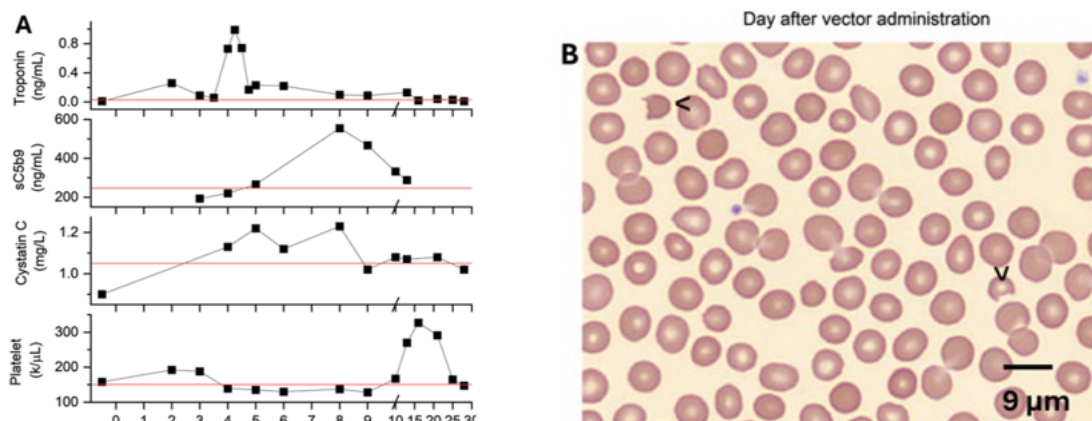 A
Troponin
(ng/mL)
0.8
0.4
0.0
sC5b9
(ng/mL)
600
400
200
Cystatin C
(mg/L)
1.2
1.0
Platelet
(k/µL)
300
200
100
0 1 2 3 4 5 6 7 8 9 10 15 20 25 30
Day after vector administration
B
<
v
9 µm